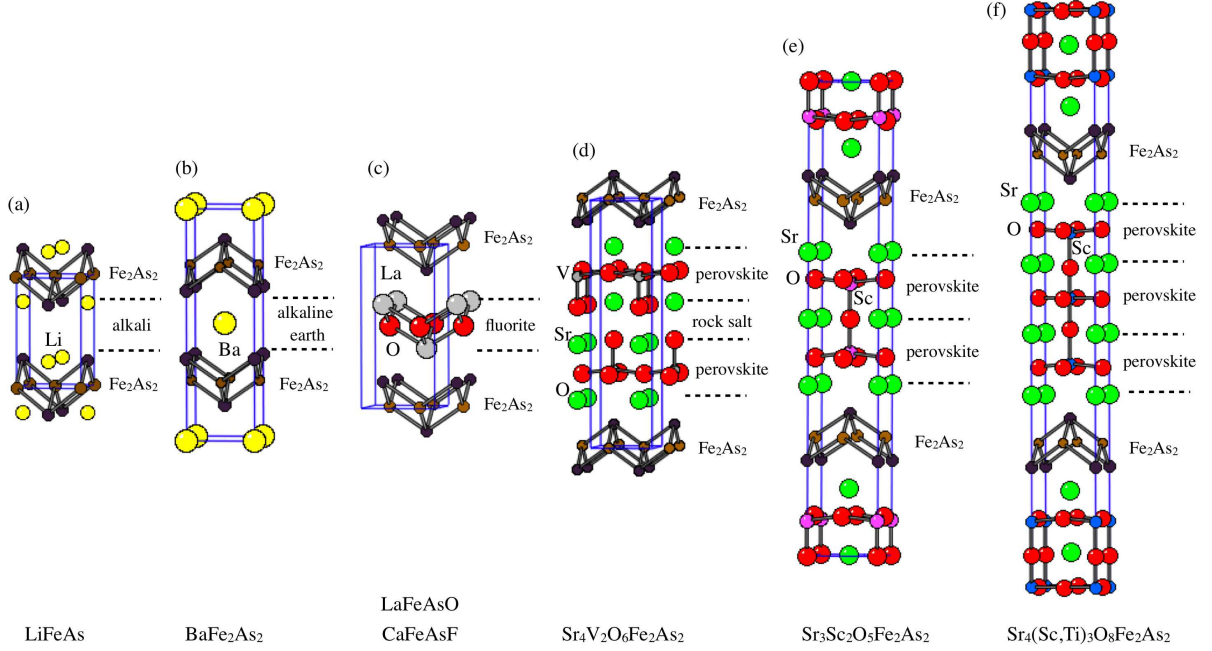 (a)
Fe₂As₂
alkali
Li
Fe₂As₂
LiFeAs
(b)
Fe₂As₂
alkaline
earth
Ba
Fe₂As₂
BaFe₂As₂
(c)
Fe₂As₂
La
fluorite
O
Fe₂As₂
LaFeAsO
CaFeAsF
(d)
Fe₂As₂
V
perovskite
rock salt
Sr
perovskite
O
Fe₂As₂
Sr₄V₂O₆Fe₂As₂
(e)
Fe₂As₂
Sr
O
perovskite
Sc
perovskite
Sr₃Sc₂O₅Fe₂As₂
(f)
Fe₂As₂
Sr
O
perovskite
Sc
perovskite
perovskite
Fe₂As₂
Sr₄(Sc,Ti)₃O₈Fe₂As₂